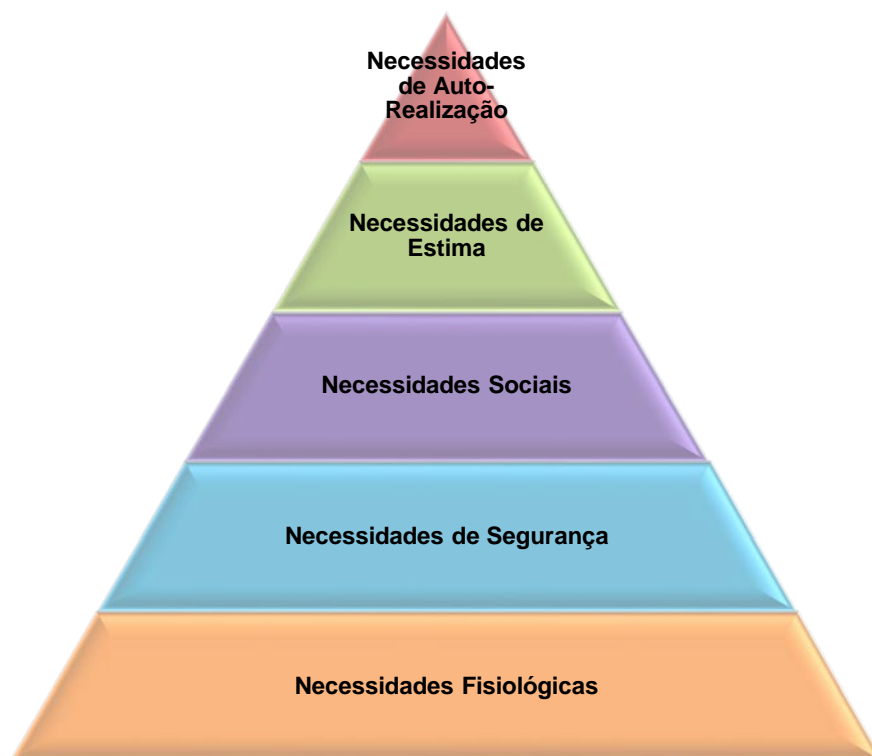 Necessidades
de Auto-
Realização
Necessidades de
Estima
Necessidades Sociais
Necessidades de Segurança
Necessidades Fisiológicas